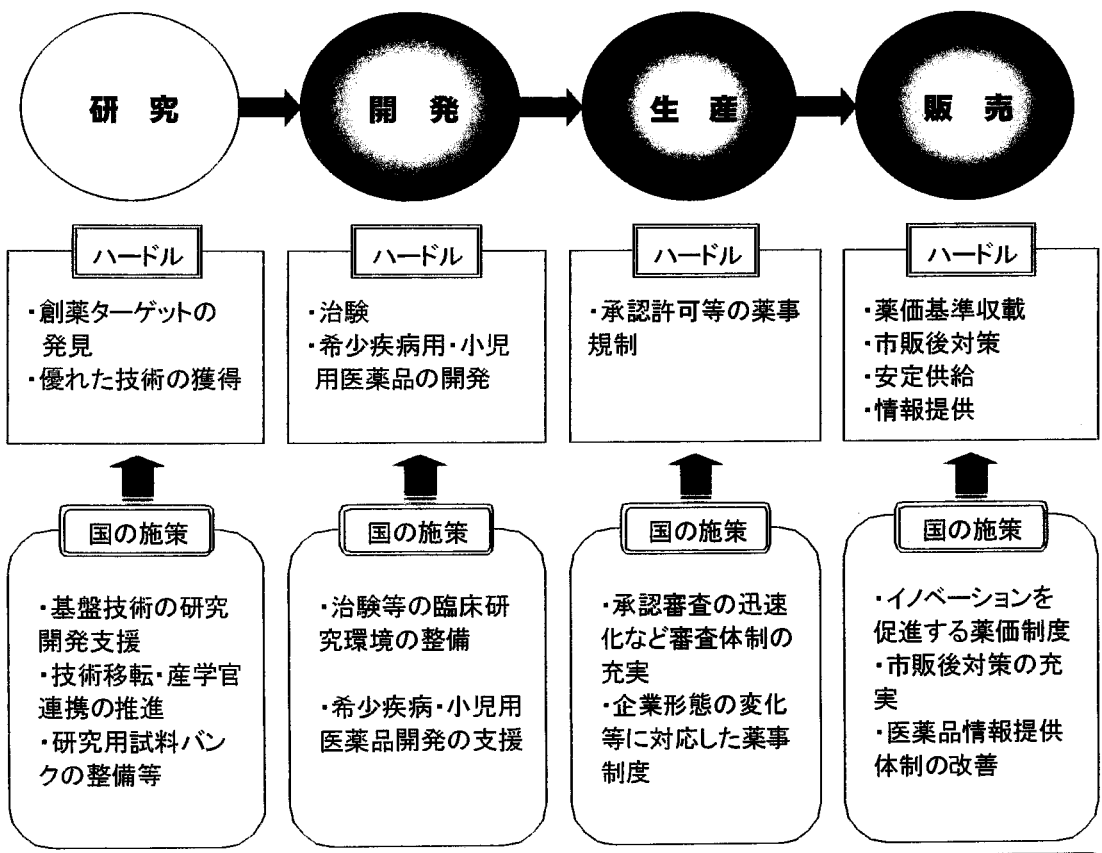 研 究
開 発
生 産
販 売
ハードル
・創薬ターゲットの
発見
・優れた技術の獲得
ハードル
・治験
・希少疾病用・小児
用医薬品の開発
ハードル
・承認許可等の薬事
規制
ハードル
・薬価基準収載
・市販後対策
・安定供給
・情報提供
国の施策
・基盤技術の研究
開発支援
・技術移転・産学官
連携の推進
・研究用試料バン
クの整備等
国の施策
・治験等の臨床研
究環境の整備
・希少疾病・小児用
医薬品開発の支援
国の施策
・承認審査の迅速
化など審査体制の
充実
・企業形態の変化
等に対応した薬事
制度
国の施策
・イノベーションを
促進する薬価制度
・市販後対策の充
実
・医薬品情報提供
体制の改善